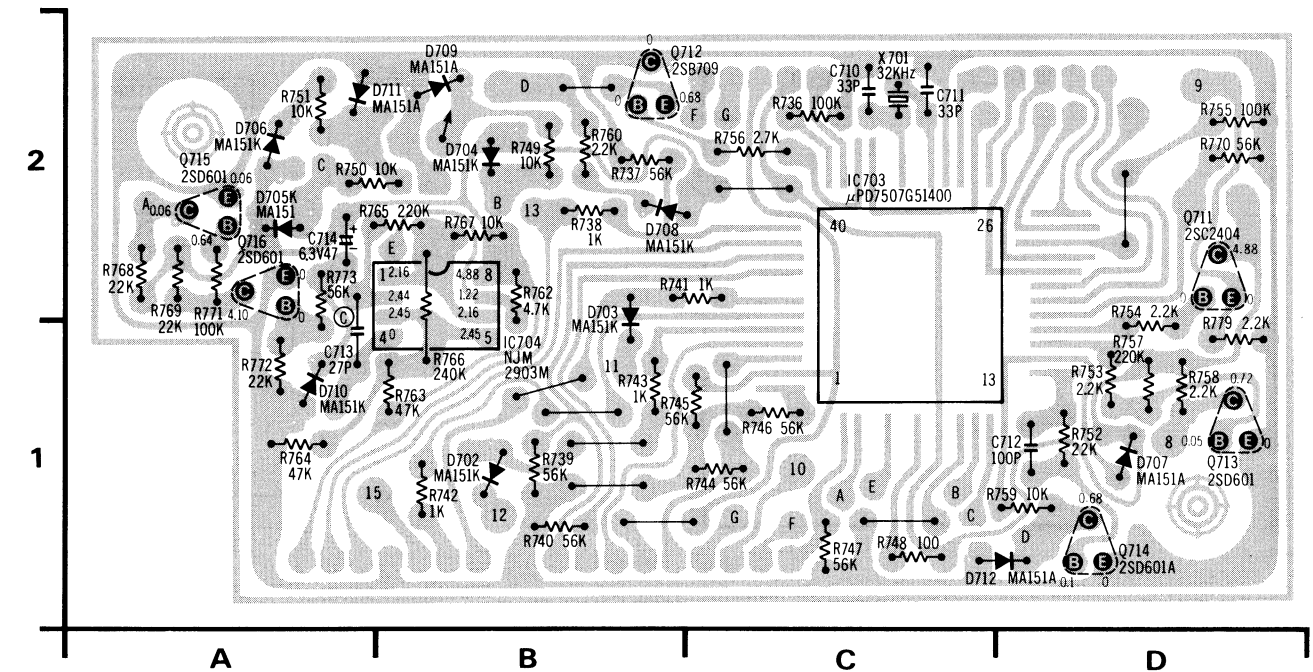 D709
MA151A
Q712
2SB709
0
0
0.68
X701
32KHz
C710
33P
C711
33P
D711
MA151A
R751
10K
D
F
G
R736 100K
9
R755 100K
2
D706
MA151K
D704
MA151K
R749
10K
R760
2.2K
R756 2.7K
R770 56K
Q715
2SD601
0.06
C
R750 10K
R737 56K
IC703
μPD7507G51400
A
0.06
D705K
MA151
B
13
R765 220K
R767 10K
R738
1K
D708
MA151K
40
26
Q711
2SC2404
4.88
0.64
Q716
2SD601
C714
6.3V47
E
R768
22K
R769
22K
R771
100K
4.10
0
0
R773
56K
1
2.16
4.88
8
2.44
1.22
2.45
2.16
4
0
2.45
5
R762
4.7K
R741 1K
D703
MA151K
0
0
R754 2.2K
R779 2.2K
C
C713
27P
IC704
NJM
2903M
R766
240K
R772
22K
D710
MA151K
R763
47K
11
R743
1K
R745
56K
R746 56K
1
13
R757
220K
R753
2.2K
R758
2.2K
0.72
0.05
0
Q713
2SD601
1
R764
47K
D702
MA151K
R739
56K
R742
1K
15
12
R740 56K
R744 56K
10
G
F
A
E
B
C
D
C712
100P
R752
22K
8
D707
MA151A
R759 10K
0.68
R747
56K
R748 100
D712
MA151A
Q714
2SD601A
0.1
0
A
B
C
D